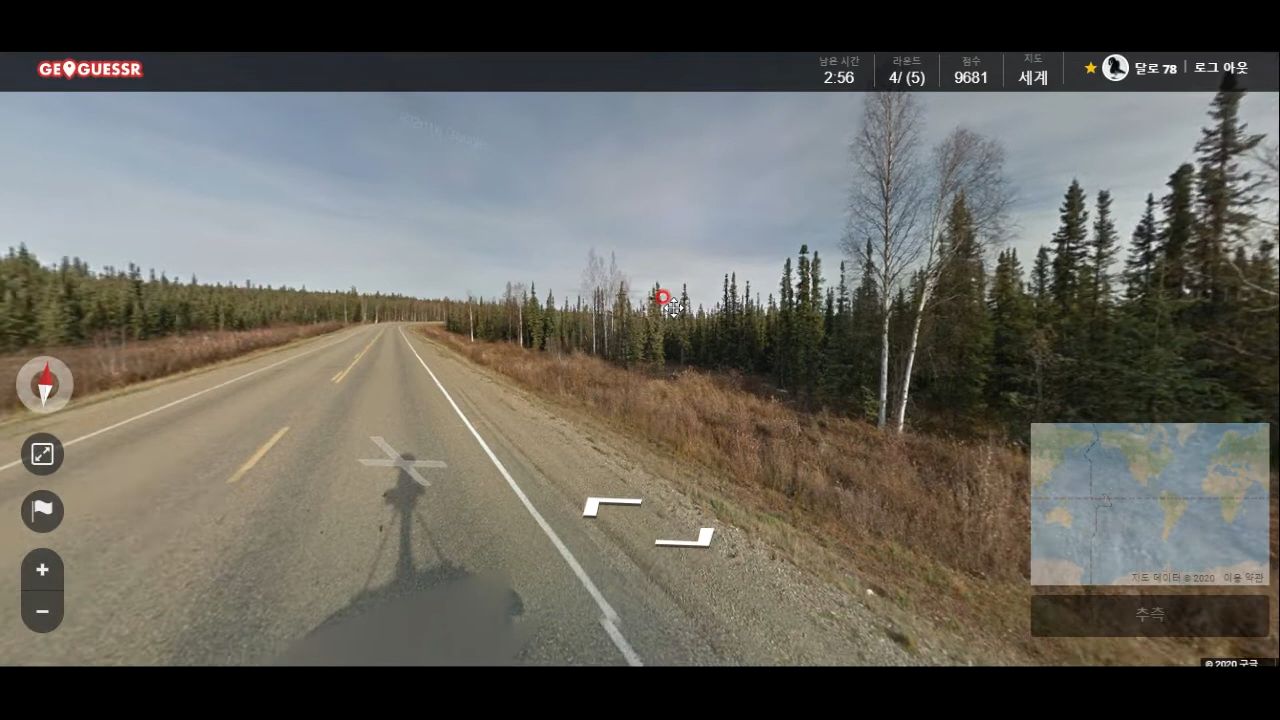 GEOGUESSR
남은 시간
2:56
라운드
4/ (5)
점수
9681
지도
세계
달로 78
로그 아웃
지도 데이터 © 2020 이용 약관
추측
© 2020 구글